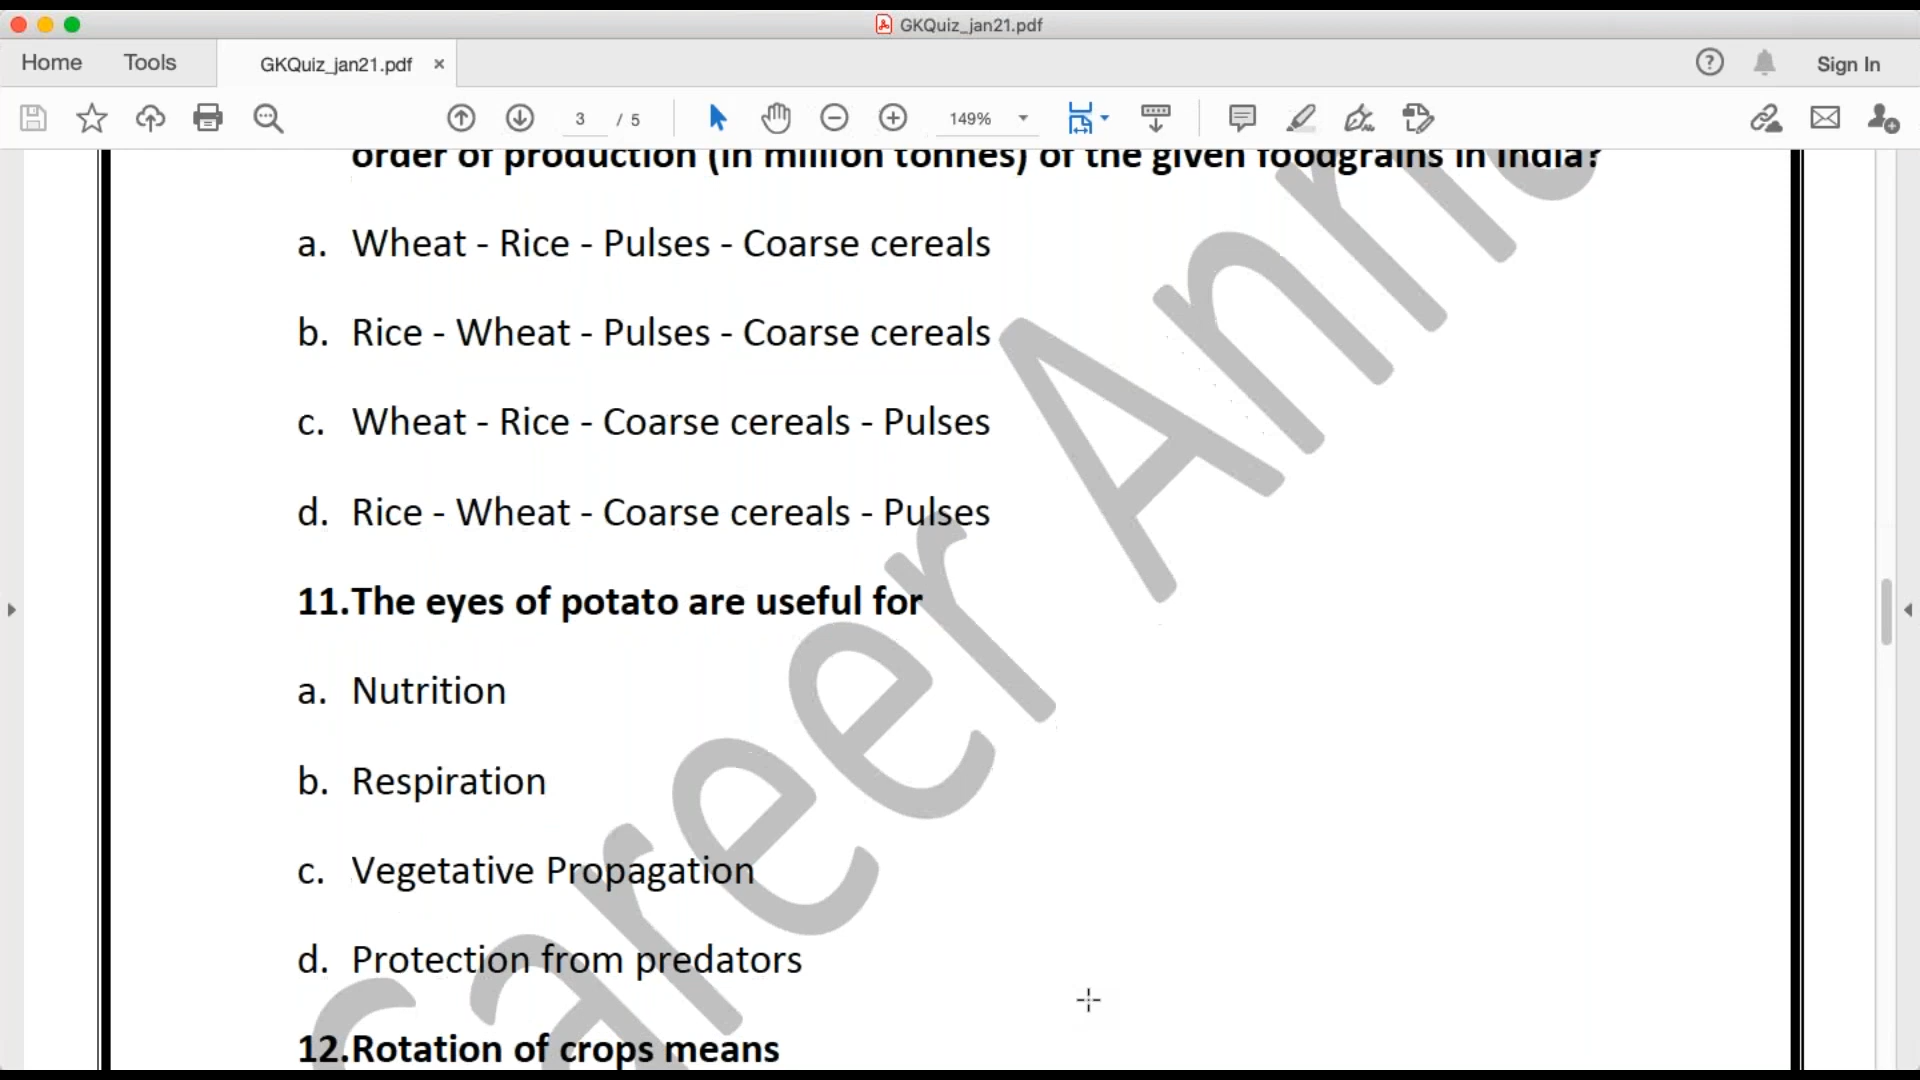 GKQuiz_jan21.pdf
Home Tools GKQuiz_jan21.pdf × Sign In
3 / 5 149%
order of production (in million tonnes) of the given foodgrains in India?
a. Wheat - Rice - Pulses - Coarse cereals
b. Rice - Wheat - Pulses - Coarse cereals
c. Wheat - Rice - Coarse cereals - Pulses
d. Rice - Wheat - Coarse cereals - Pulses
11.The eyes of potato are useful for
a. Nutrition
b. Respiration
c. Vegetative Propagation
d. Protection from predators
12.Rotation of crops means